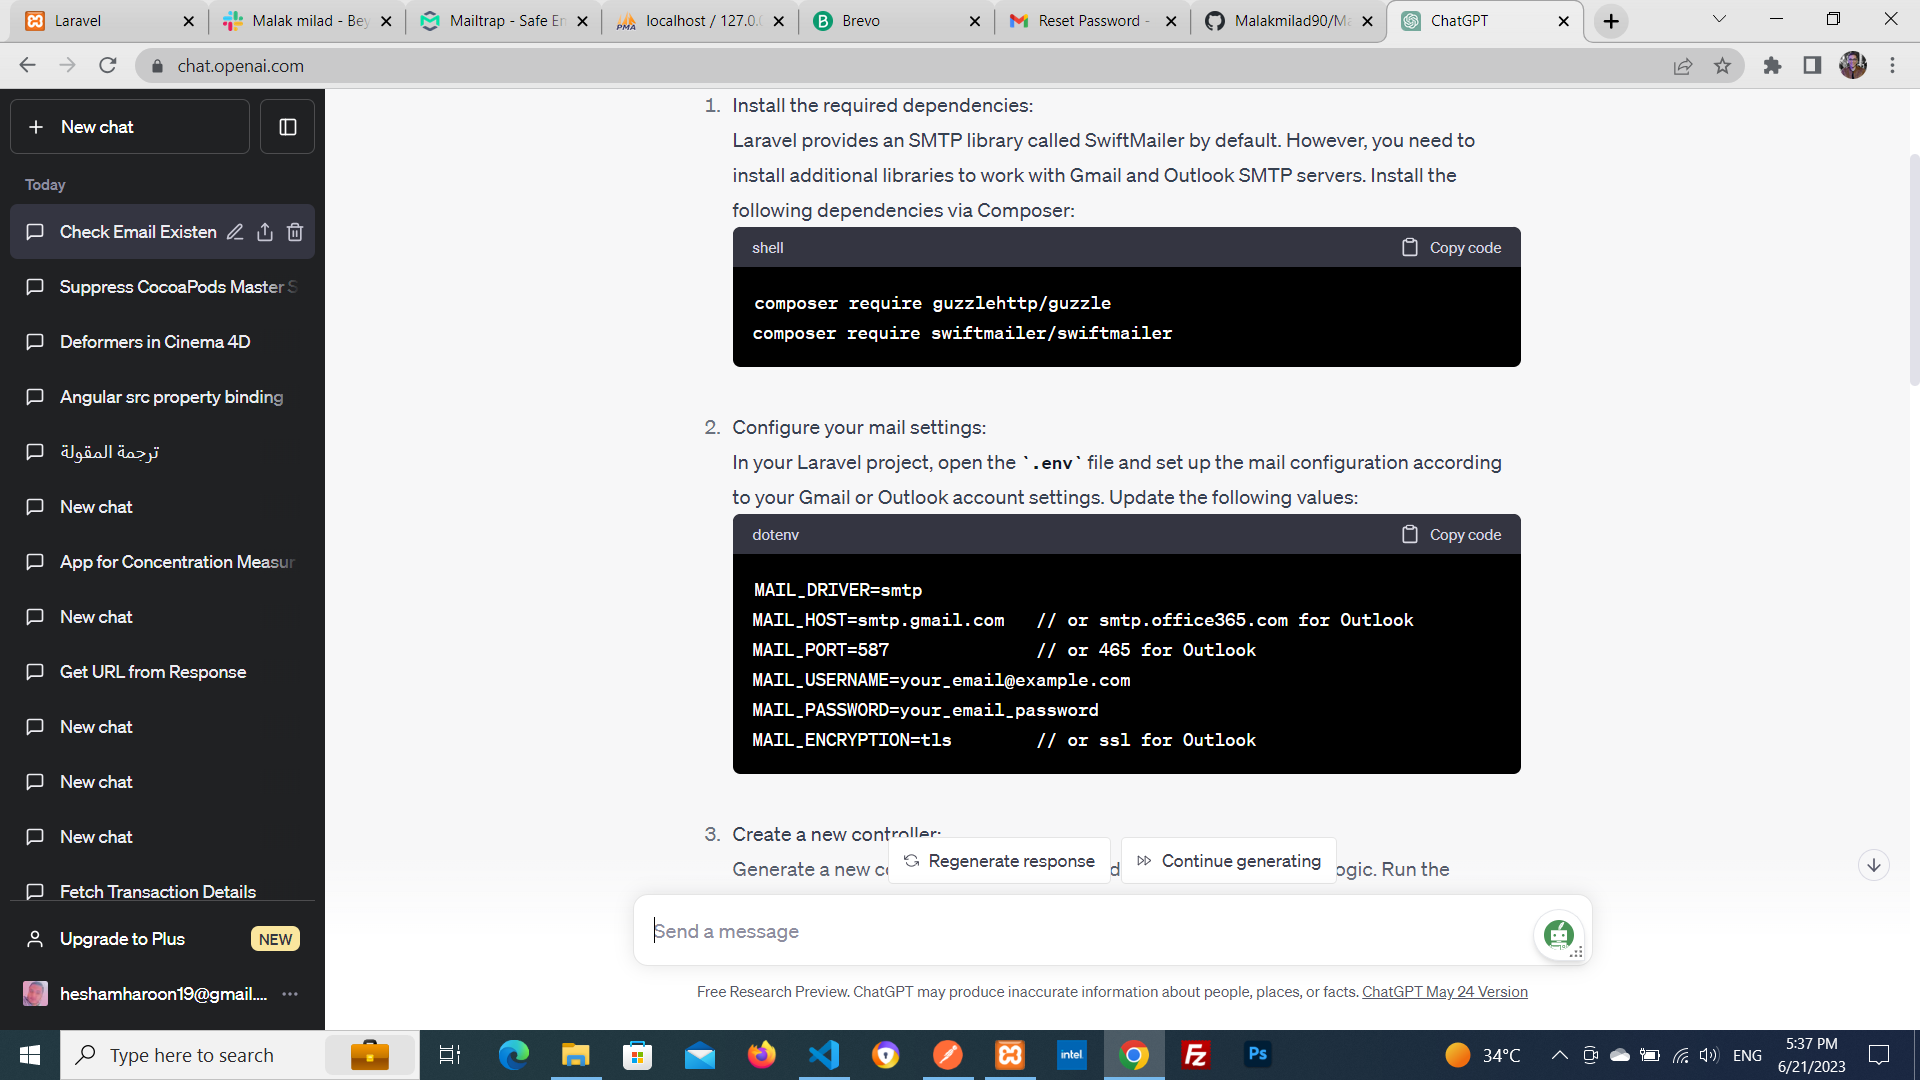 Laravel
Malak milad - Bey
Mailtrap - Safe En
localhost / 127.0.0
Brevo
Reset Password -
Malakmilad90/Ma
ChatGPT
chat.openai.com
New chat
Today
Check Email Existen
Suppress CocoaPods Master S
Deformers in Cinema 4D
Angular src property binding
ترجمة المقولة
New chat
App for Concentration Measur
New chat
Get URL from Response
New chat
New chat
New chat
Fetch Transaction Details
Upgrade to Plus NEW
heshamharoon19@gmail....
1. Install the required dependencies:
Laravel provides an SMTP library called SwiftMailer by default. However, you need to
install additional libraries to work with Gmail and Outlook SMTP servers. Install the
following dependencies via Composer:
shell Copy code
composer require guzzlehttp/guzzle
composer require swiftmailer/swiftmailer
2. Configure your mail settings:
In your Laravel project, open the `.env` file and set up the mail configuration according
to your Gmail or Outlook account settings. Update the following values:
dotenv Copy code
MAIL_DRIVER=smtp
MAIL_HOST=smtp.gmail.com // or smtp.office365.com for Outlook
MAIL_PORT=587 // or 465 for Outlook
MAIL_USERNAME=your_email@example.com
MAIL_PASSWORD=your_email_password
MAIL_ENCRYPTION=tls // or ssl for Outlook
3. Create a new controller:
Generate a new ogic. Run the
Regenerate response
Continue generating
Send a message
Free Research Preview. ChatGPT may produce inaccurate information about people, places, or facts. ChatGPT May 24 Version
Type here to search
intel
Fz
Ps
34°C
ENG
5:37 PM
6/21/2023